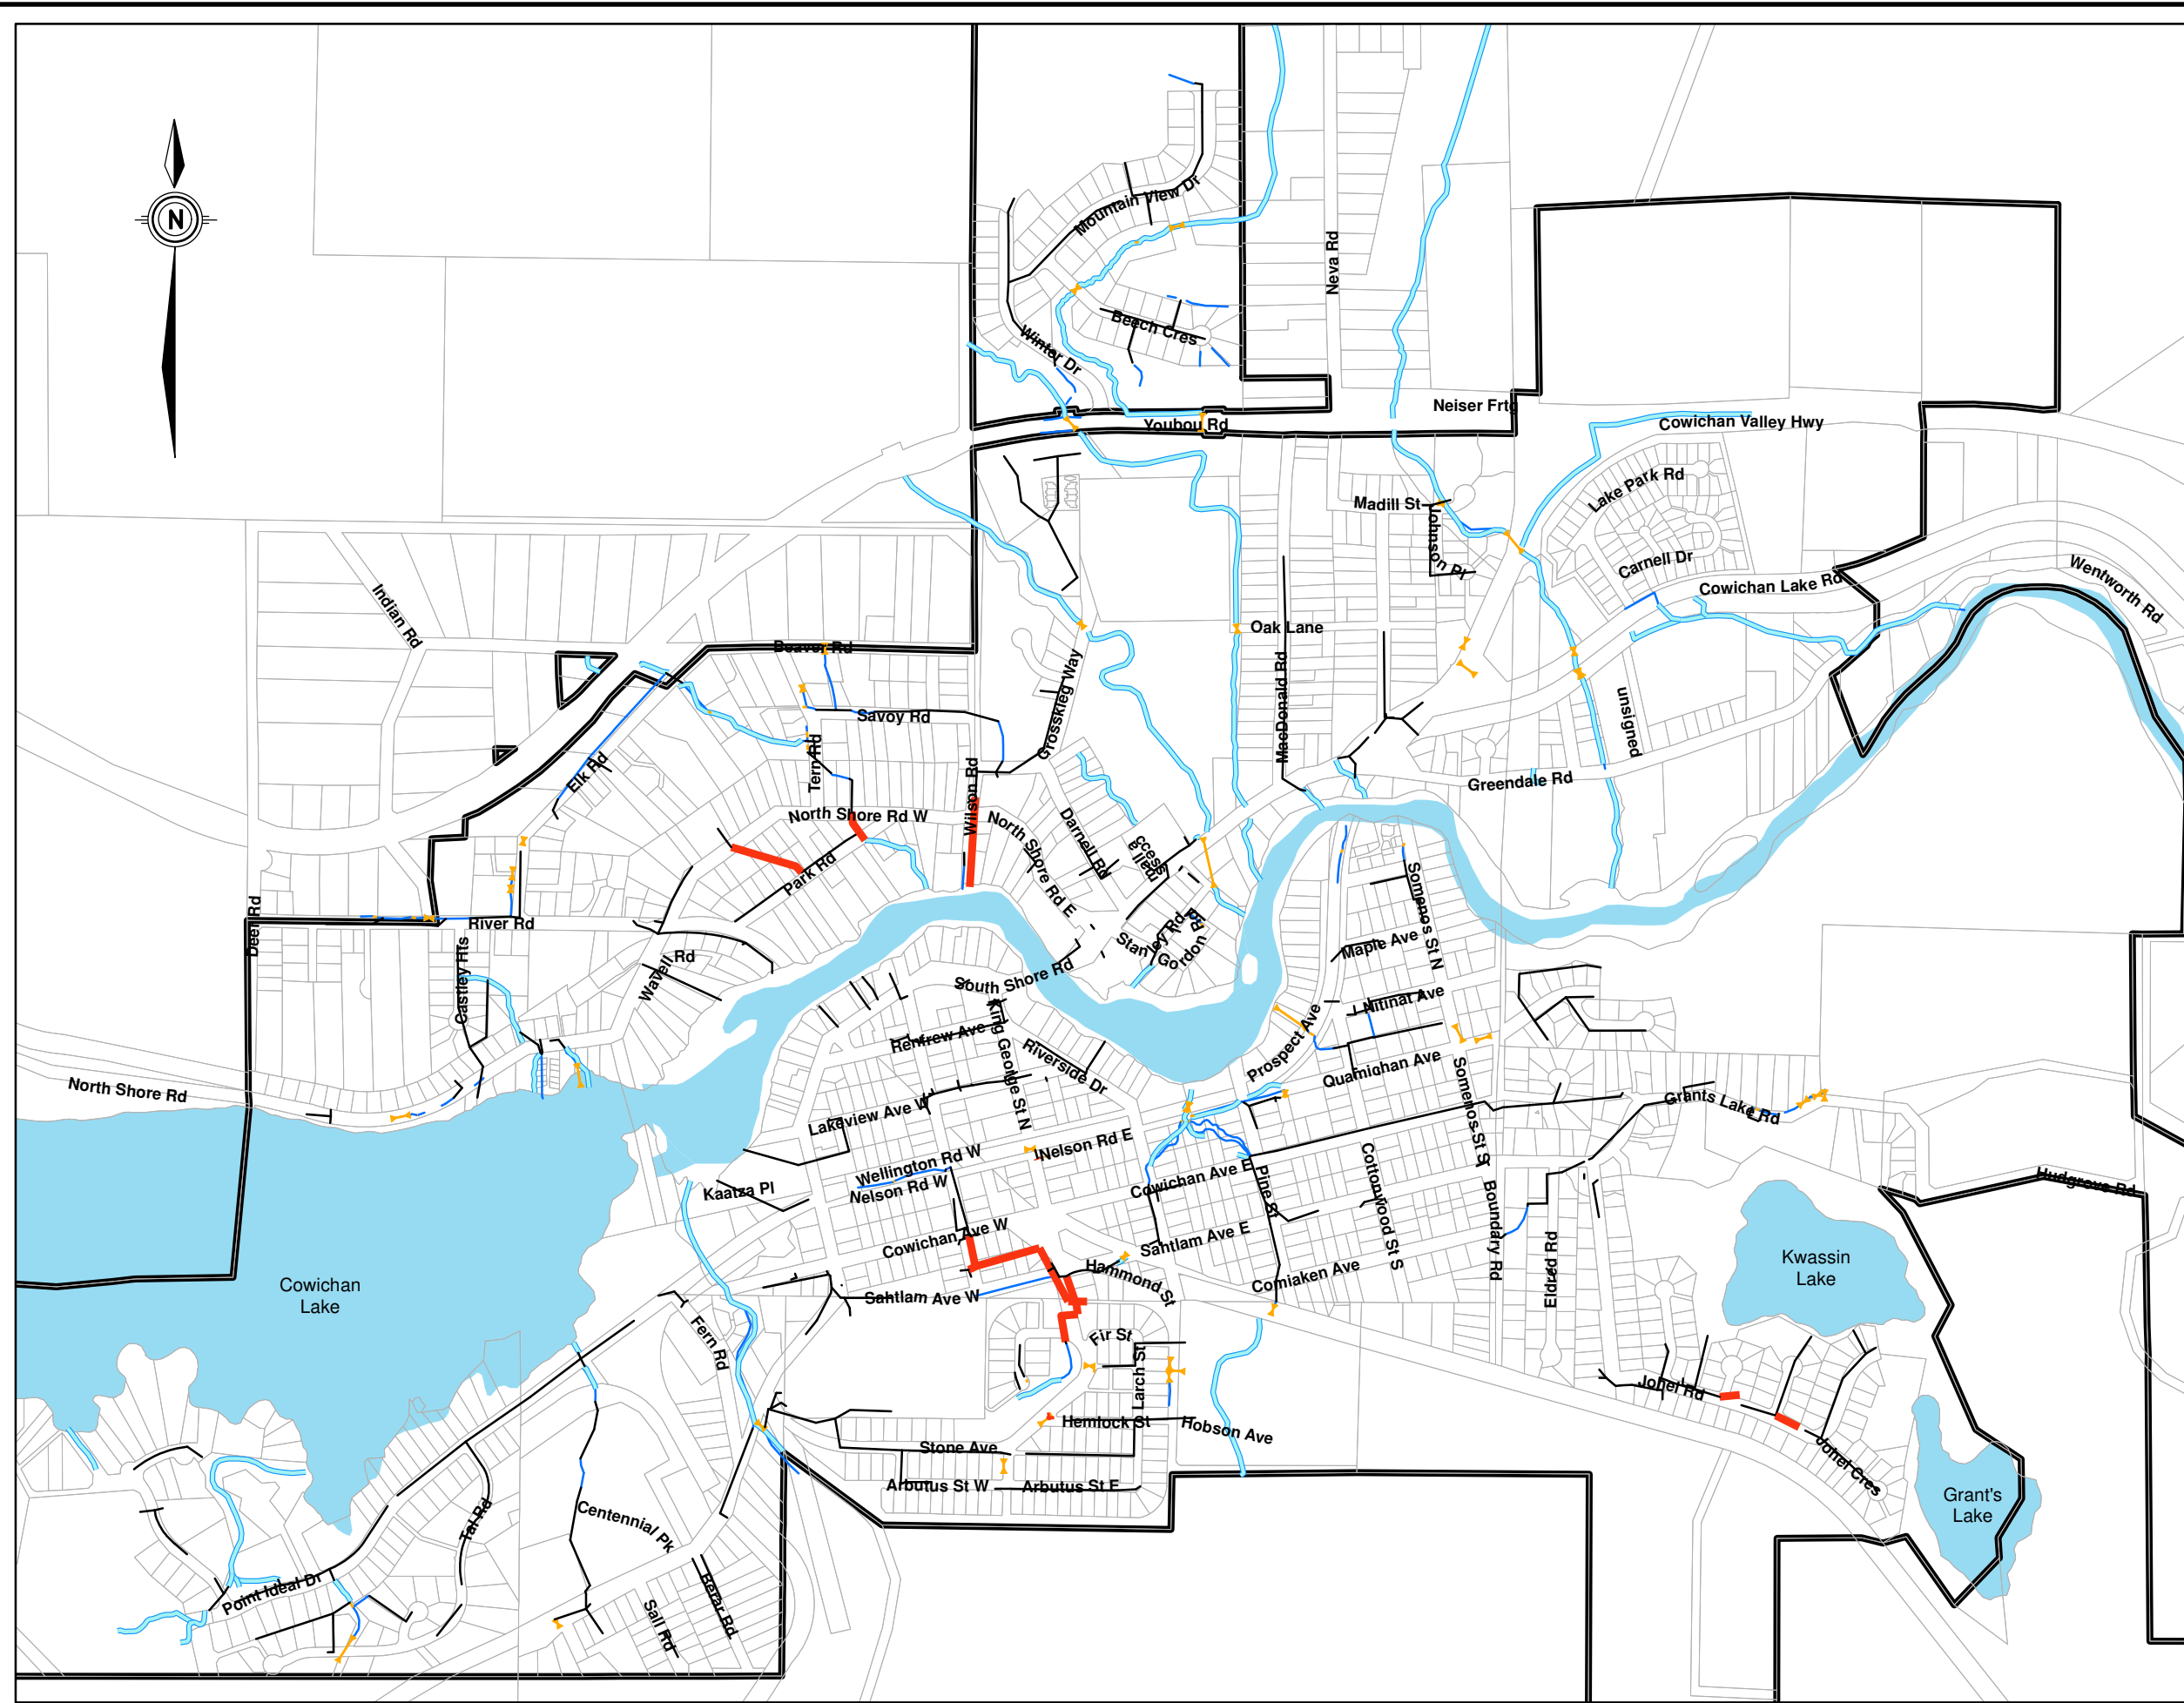 N
Mountain View Dr
Neva Rd
Beech Cres
Winter Dr
Neiser Frtg
Youbou Rd
Cowichan Valley Hwy
Lake Park Rd
Madill St
Johnson Pl
Carnell Dr
Cowichan Lake Rd
Wentworth Rd
Indian Rd
Oak Lane
Beaver Rd
Grosskleg Way
MacDonald Rd
unsigned
Savoy Rd
Tern Rd
Elk Rd
Wilson Rd
Greendale Rd
North Shore Rd W
North Shore Rd E
Darnell Rd
Park Rd
Somenos St N
Deer Rd
River Rd
Stanley Rd
Gordon Rd
Maple Ave
Castley Hts
Wavell Rd
South Shore Rd
Nitinat Ave
King George St N
Renfrew Ave
Riverside Dr
Prospect Ave
Quamichan Ave
North Shore Rd
Lakeview Ave W
Somenos St S
Grants Lake Rd
Nelson Rd E
Wellington Rd W
Nelson Rd W
Kaatza Pl
Cowichan Ave E
Pine St
Cottonwood St S
Boundary Rd
Hudgrove Rd
Cowichan Ave W
Sahtlam Ave E
Eldred Rd
Kwassin
Lake
Cowichan
Lake
Hammond St
Comiaken Ave
Sahtlam Ave W
Fern Rd
Fir St
Larch St
Johel Rd
Hemlock St
Hobson Ave
Stone Ave
Johel Cres
Arbutus St W
Arbutus St E
Grant's
Lake
Tal Rd
Centennial Pk
Point Ideal Dr
Berar Rd
Sall Rd